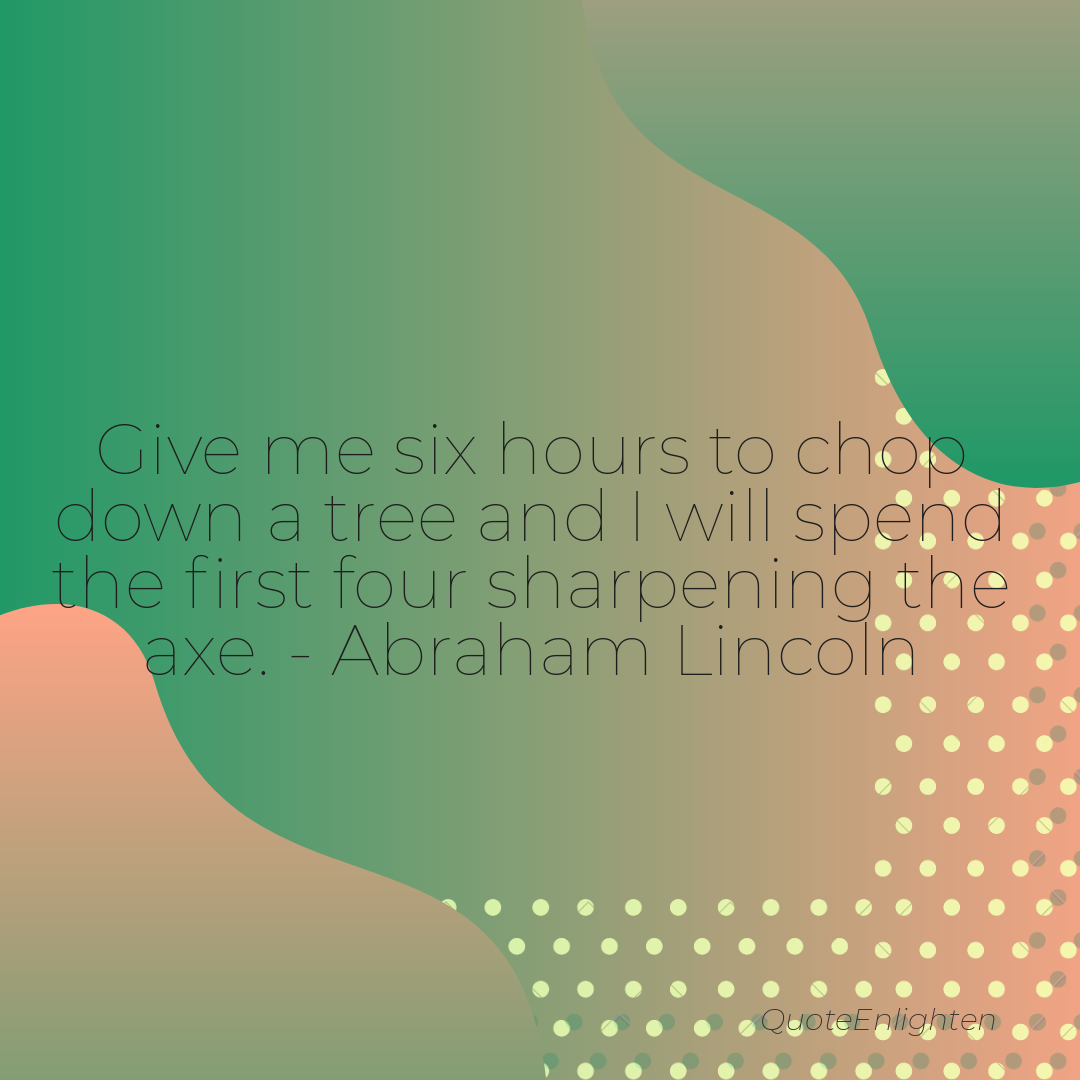 Give me six hours to chop
down a tree and I will spend
the first four sharpening the
axe. - Abraham Lincoln
QuoteEnlighten